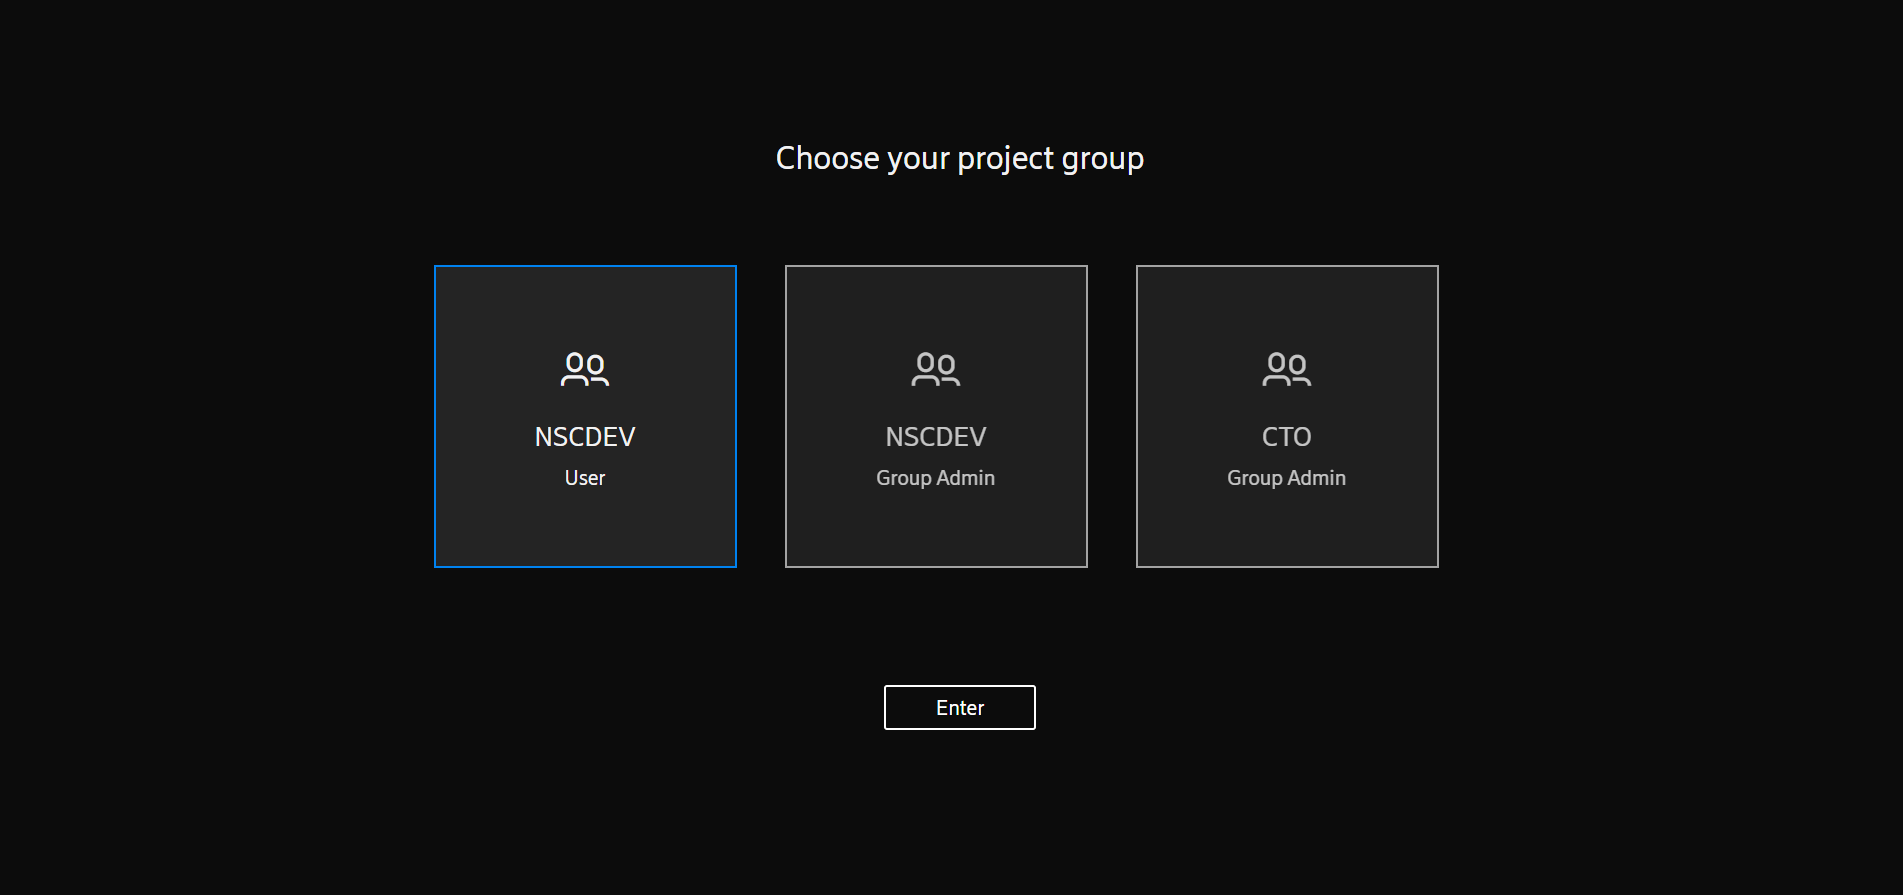 Choose your project group
NSCDEV
User
NSCDEV
Group Admin
CTO
Group Admin
Enter